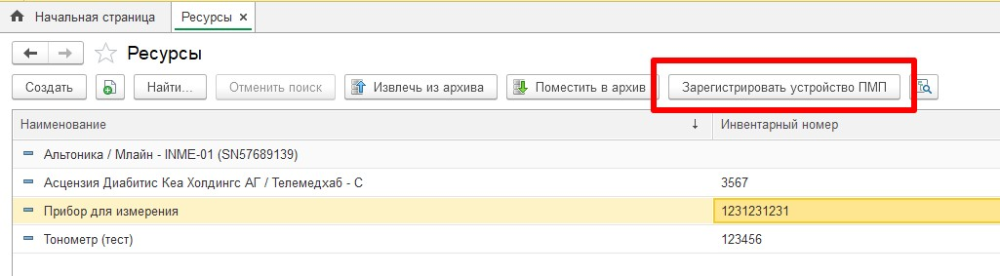 Начальная страница Ресурсы ×
Ресурсы
Создать Найти... Отменить поиск Извлечь из архива Поместить в архив Зарегистрировать устройство ПМП
Наименование ↓ Инвентарный номер
Альтоника / Млайн - INME-01 (SN57689139)
Асцензия Диабитис Кеа Холдингс АГ / Телемедхаб - С 3567
Прибор для измерения 1231231231
Тонометр (тест) 123456